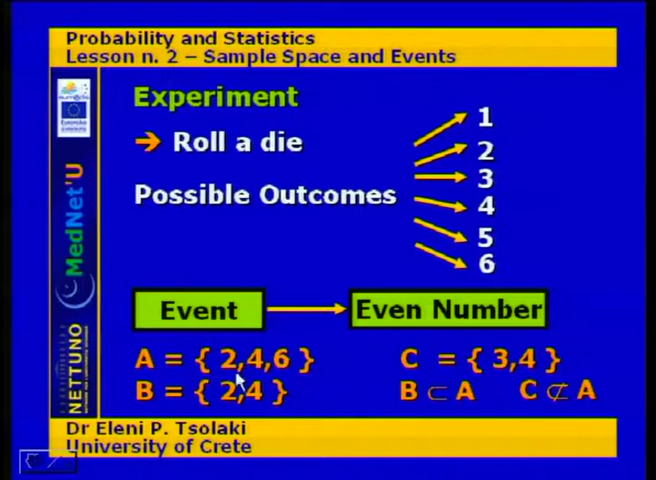 Probability and Statistics
Lesson n. 2 – Sample Space and Events
Experiment
➔ Roll a die
Possible Outcomes
1
2
3
4
5
6
Event
Even Number
A = { 2,4,6 }
C = { 3,4 }
B = { 2,4 }
B ⊂ A
C ⊄ A
MedNet'U
NETTUNO
Dr Eleni P. Tsolaki
University of Crete